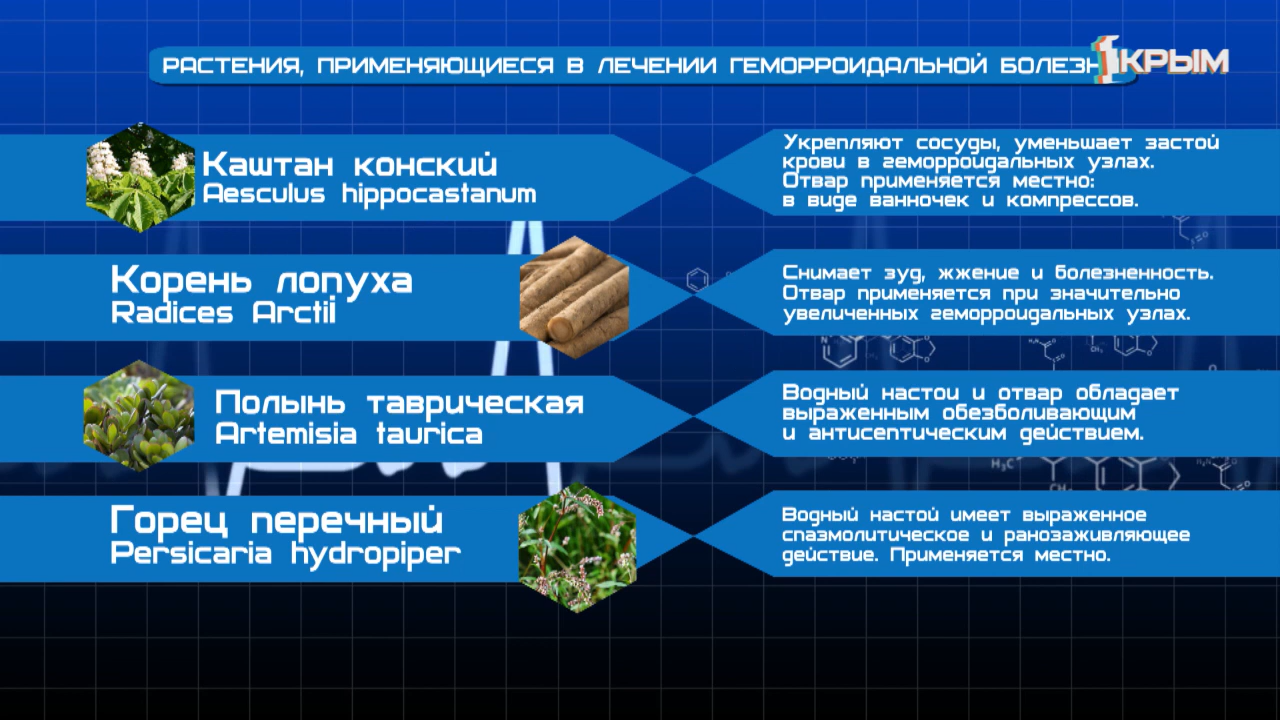 РАСТЕНИЯ, ПРИМЕНЯЮЩИЕСЯ В ЛЕЧЕНИИ ГЕМОРРОИДАЛЬНОЙ БОЛЕЗН
1 КРЫМ
Каштан конский
Aesculus hippocastanum
Укрепляют сосуды, уменьшает застой
крови в геморроидальных узлах.
Отвар применяется местно:
в виде ванночек и компрессов.
Корень лопуха
Radices Arctii
Снимает зуд, жжение и болезненность.
Отвар применяется при значительно
увеличенных геморроидальных узлах.
Полынь таврическая
Artemisia taurica
Водный настои и отвар обладает
выраженным обезболивающим
и антисептическим действием.
Горец перечный
Persicaria hydropiper
Водный настой имеет выраженное
спазмолитическое и ранозаживляющее
действие. Применяется местно.